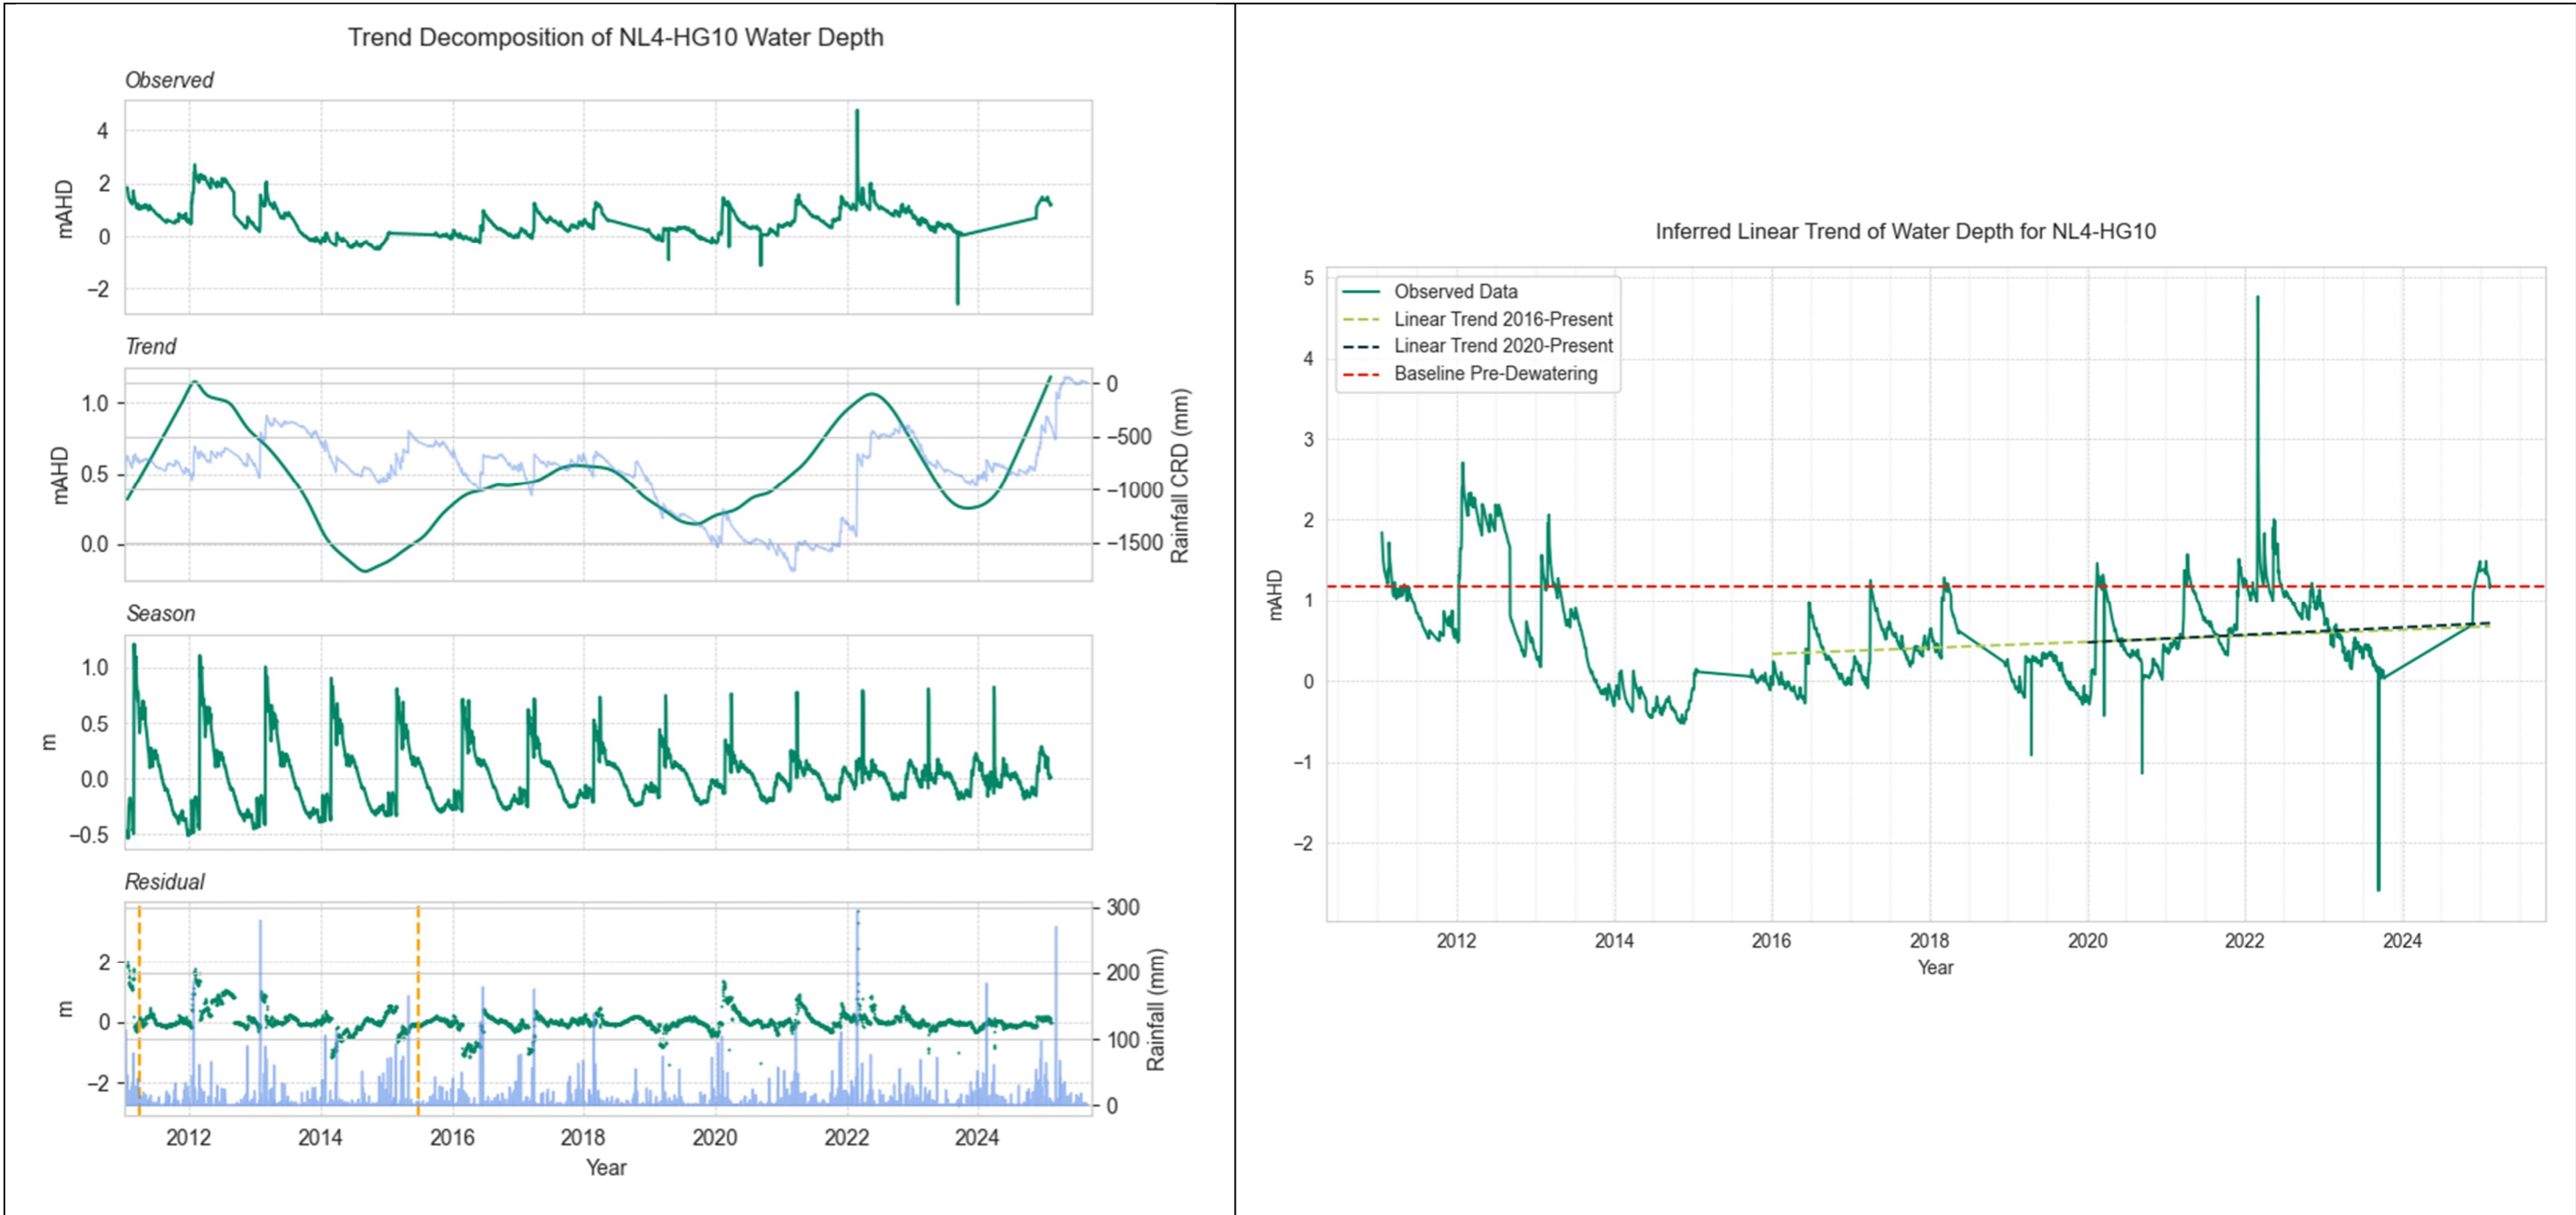 Trend Decomposition of NL4-HG10 Water Depth
Observed
4
2
0
−2
mAHD
Trend
1.0
0.5
0.0
mAHD
0
−500
−1000
−1500
Rainfall CRD (mm)
Season
1.0
0.5
0.0
−0.5
m
Residual
2
0
−2
m
300
200
100
0
Rainfall (mm)
2012 2014 2016 2018 2020 2022 2024
Year
Inferred Linear Trend of Water Depth for NL4-HG10
Observed Data
Linear Trend 2016-Present
Linear Trend 2020-Present
Baseline Pre-Dewatering
5
4
3
2
1
0
−1
−2
mAHD
2012 2014 2016 2018 2020 2022 2024
Year